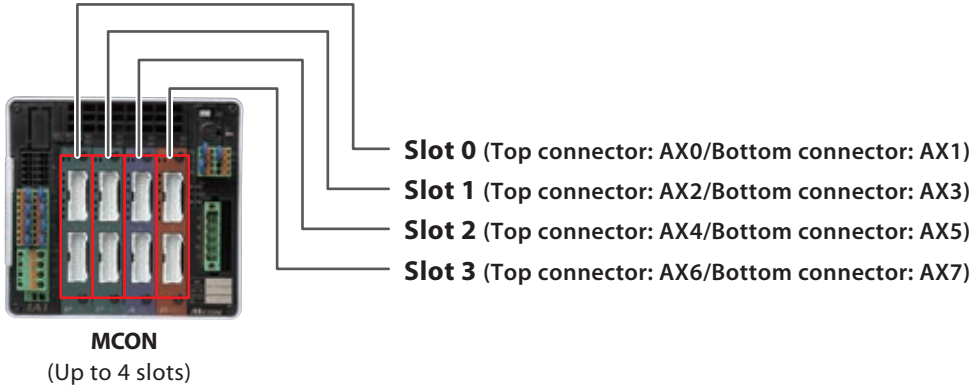 Slot 0 (Top connector: AX0/Bottom connector: AX1)
Slot 1 (Top connector: AX2/Bottom connector: AX3)
Slot 2 (Top connector: AX4/Bottom connector: AX5)
Slot 3 (Top connector: AX6/Bottom connector: AX7)
MCON
(Up to 4 slots)